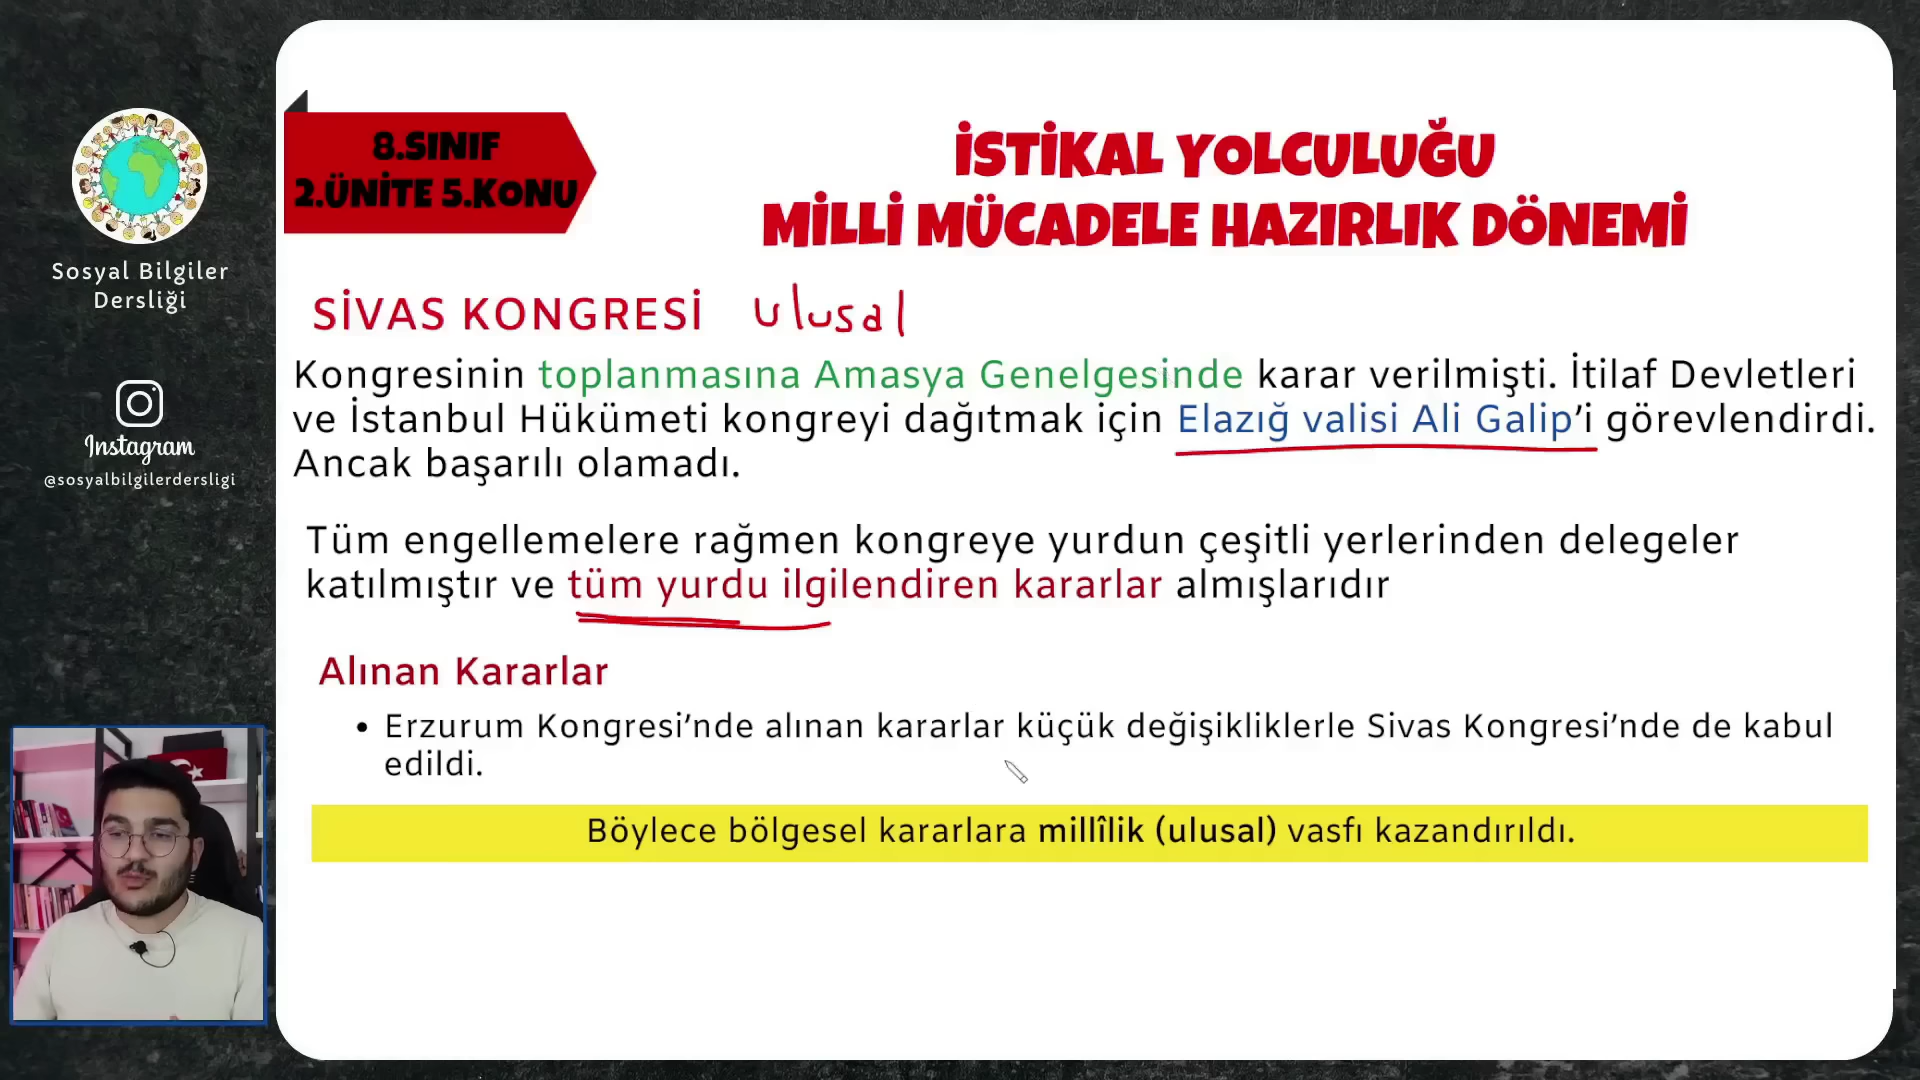 Sosyal Bilgiler
Dersliği
Instagram
@sosyalbilgilerdersligi
8.SINIF
2.ÜNİTE 5.KONU
İSTİKAL YOLCULUĞU
MİLLİ MÜCADELE HAZIRLIK DÖNEMİ
SİVAS KONGRESİ ulusal
Kongresinin toplanmasına Amasya Genelgesinde karar verilmişti. İtilaf Devletleri
ve İstanbul Hükümeti kongreyi dağıtmak için Elazığ valisi Ali Galip’i görevlendirdi.
Ancak başarılı olamadı.
Tüm engellemelere rağmen kongreye yurdun çeşitli yerlerinden delegeler
katılmıştır ve tüm yurdu ilgilendiren kararlar almışlarıdır
Alınan Kararlar
• Erzurum Kongresi’nde alınan kararlar küçük değişikliklerle Sivas Kongresi’nde de kabul
edildi.
Böylece bölgesel kararlara millîlik (ulusal) vasfı kazandırıldı.